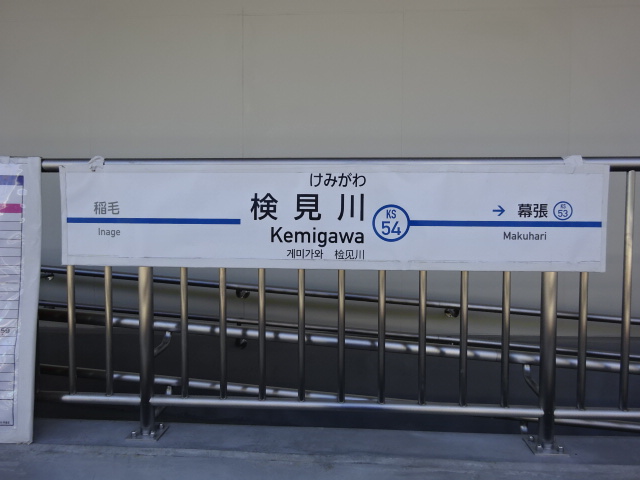 けみがわ
稲毛
Inage
検見川
Kemigawa
게미가와 检见川
KS
54
→ 幕張
KS
53
Makuhari